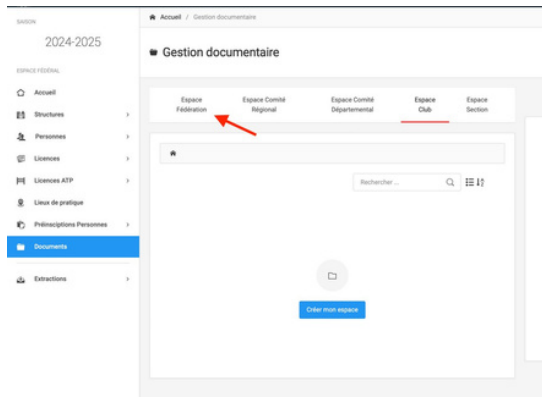 SAISON
2024-2025
ESPACE FÉDÉRAL
Accueil
Structures
Personnes
Licences
Licences ATP
Lieux de pratique
Préinscriptions Personnes
Documents
Extractions
Accueil / Gestion documentaire
Gestion documentaire
Espace Fédération
Espace Comité Régional
Espace Comité Départemental
Espace Club
Espace Section
Rechercher ...
Créer mon espace